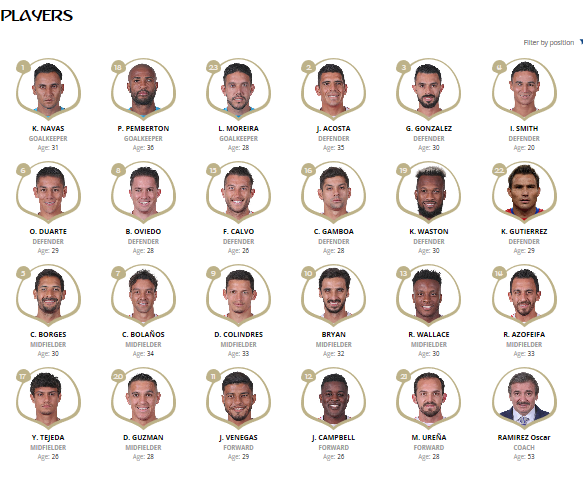 PLAYERS
Filter by position
1 18 23 2 3
K. NAVAS P. PEMBERTON L. MOREIRA J. ACOSTA G. GONZALEZ I. SMITH
GOALKEEPER GOALKEEPER GOALKEEPER DEFENDER DEFENDER DEFENDER
Age: 31 Age: 36 Age: 28 Age: 35 Age: 30 Age: 20
6 8 15 16 19 22
O. DUARTE B. OVIEDO F. CALVO C. GAMBOA K. WASTON K. GUTIERREZ
DEFENDER DEFENDER DEFENDER DEFENDER DEFENDER DEFENDER
Age: 29 Age: 28 Age: 26 Age: 28 Age: 30 Age: 29
5 7 9 10 13
C. BORGES C. BOLAÑOS D. COLINDRES BRYAN R. WALLACE R. AZOFEIFA
MIDFIELDER MIDFIELDER MIDFIELDER MIDFIELDER MIDFIELDER MIDFIELDER
Age: 30 Age: 34 Age: 33 Age: 32 Age: 30 Age: 33
17 20 11 12 21
Y. TEJEDA D. GUZMAN J. VENEGAS J. CAMPBELL M. UREÑA RAMIREZ Oscar
MIDFIELDER MIDFIELDER FORWARD FORWARD FORWARD COACH
Age: 26 Age: 28 Age: 29 Age: 26 Age: 28 Age: 53